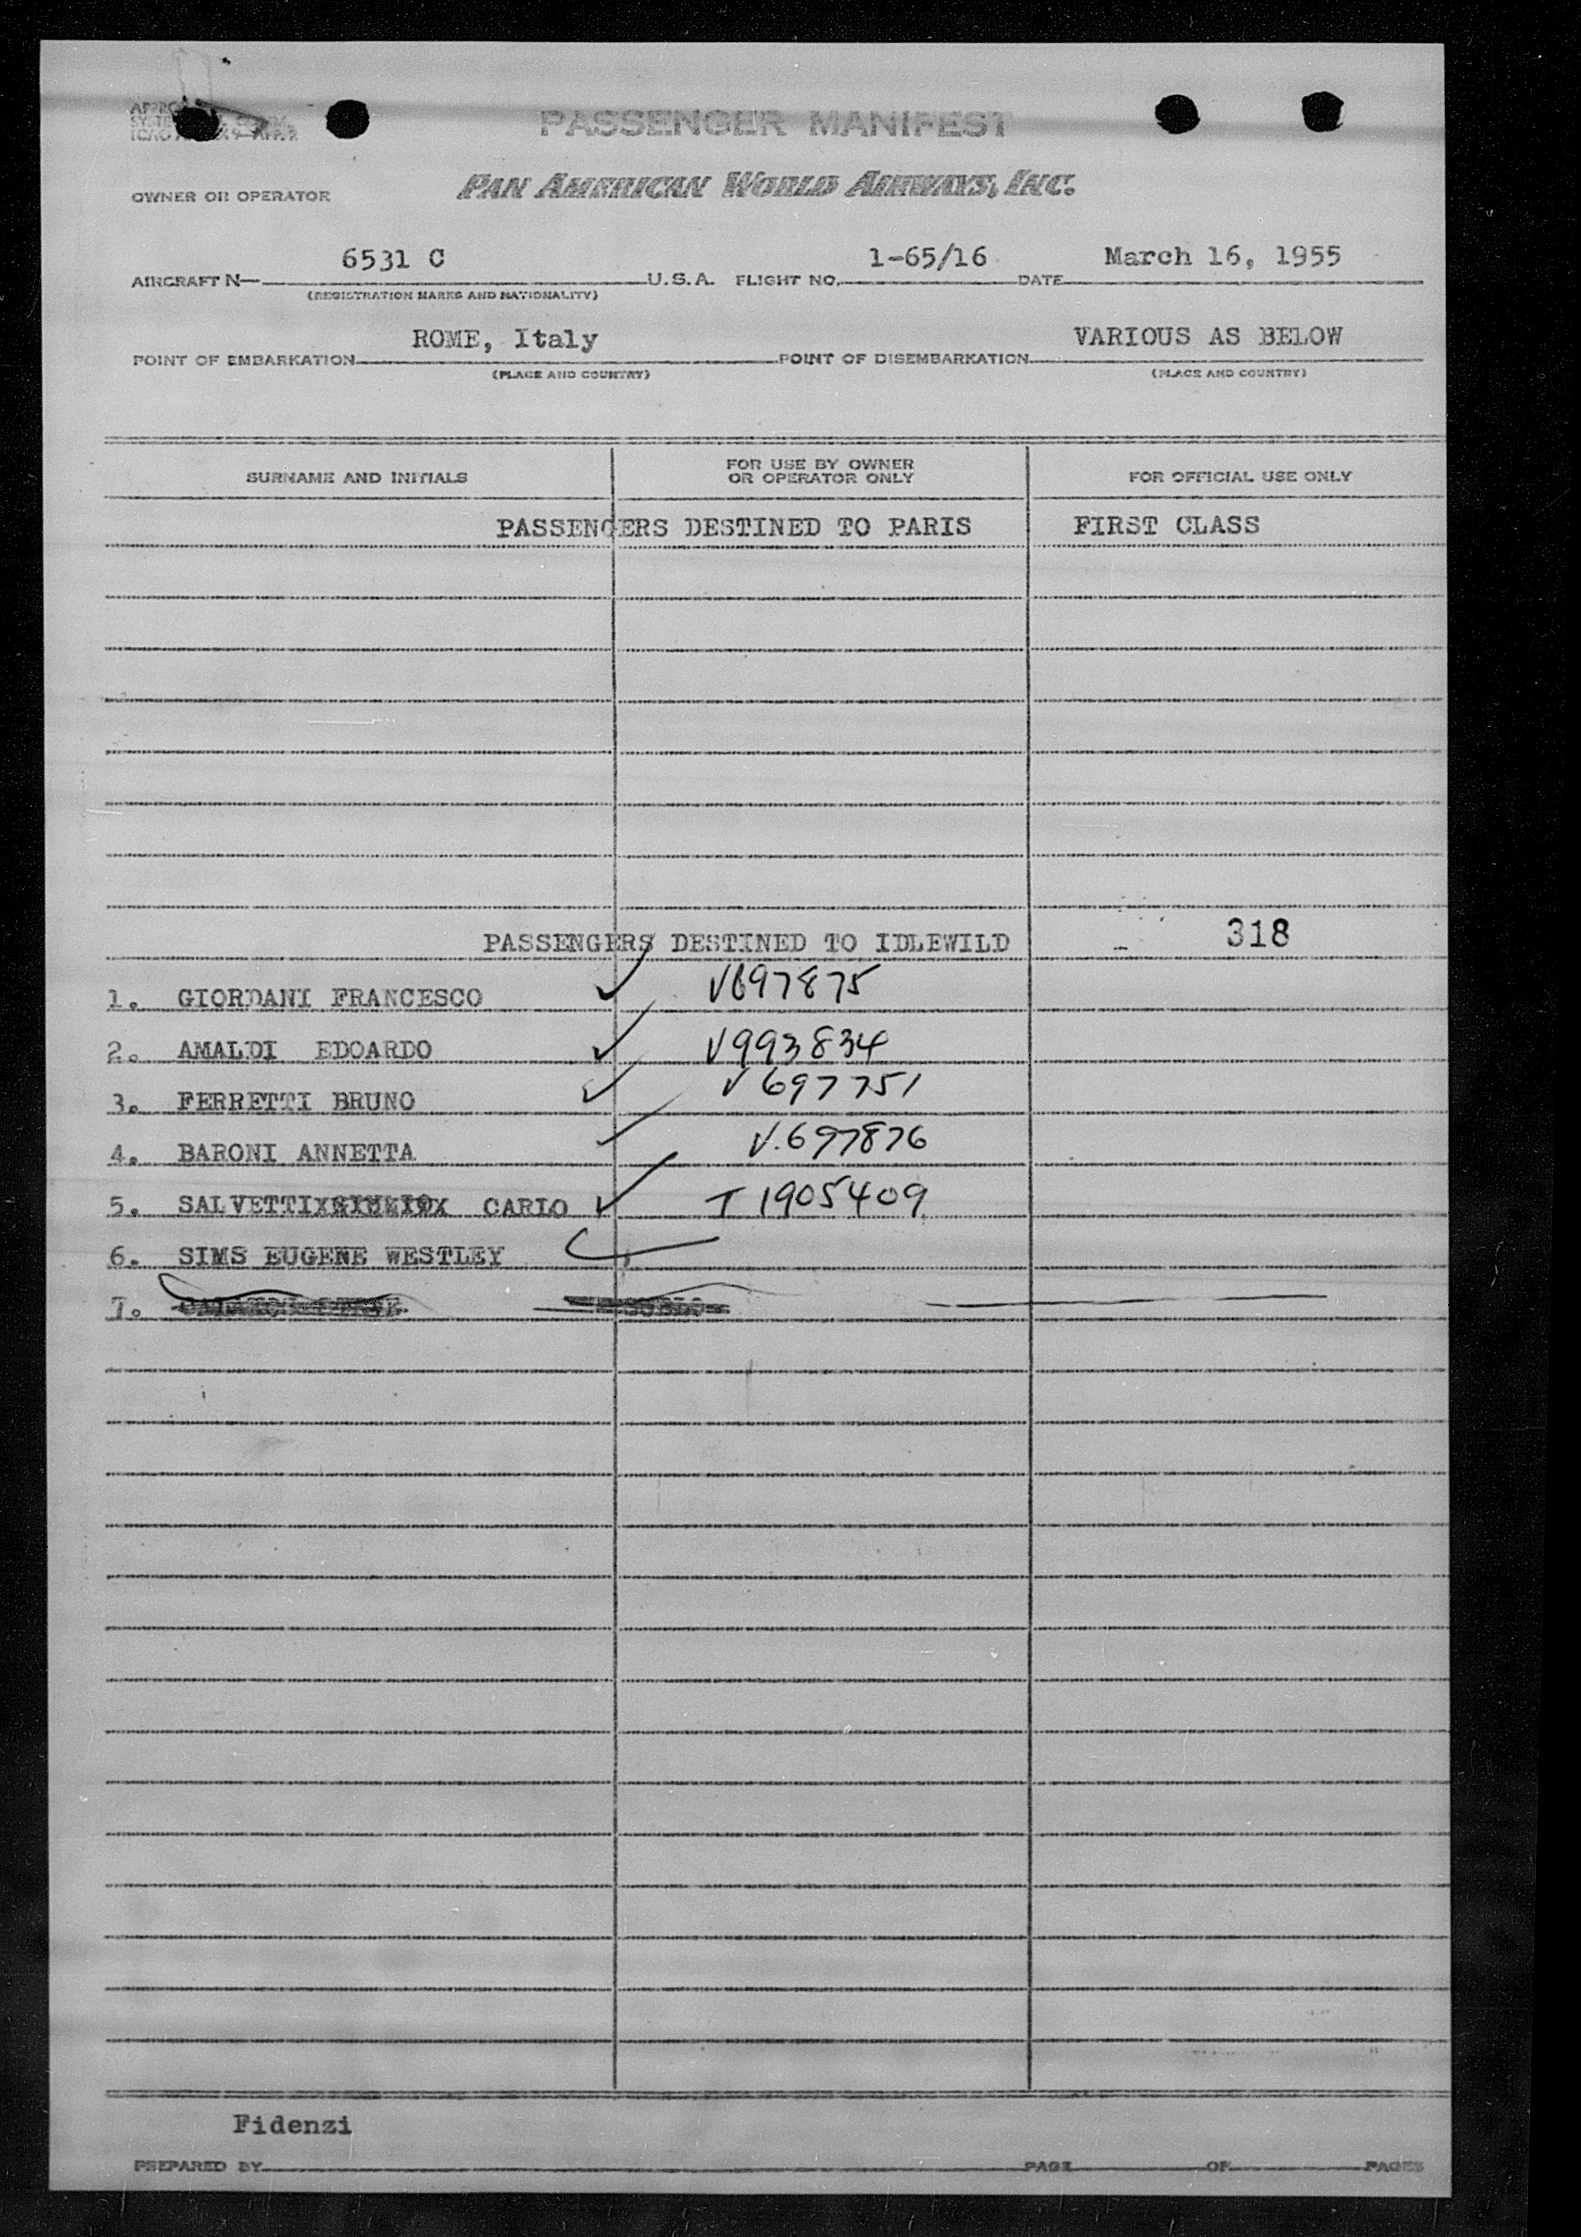 PASSENGER MANIFEST
OWNER OR OPERATOR PAN AMERICAN WORLD AIRWAYS, INC.
AIRCRAFT N— 6531 C U.S.A. FLIGHT NO. 1-65/16 DATE March 16, 1955
(REGISTRATION MARKS AND NATIONALITY)
POINT OF EMBARKATION ROME, Italy POINT OF DISEMBARKATION VARIOUS AS BELOW
(PLACE AND COUNTRY) (PLACE AND COUNTRY)
SURNAME AND INITIALS FOR USE BY OWNER OR OPERATOR ONLY FOR OFFICIAL USE ONLY
PASSENGERS DESTINED TO PARIS FIRST CLASS
PASSENGERS DESTINED TO IDLEWILD 318
1. GIORDANI FRANCESCO ✓ V697875
2. AMALDI EDOARDO ✓ V993834
3. FERRETTI BRUNO ✓ V 697751
4. BARONI ANNETTA ✓ V.697876
5. SALVETTI CARLO ✓ T 1905409
6. SIMS EUGENE WESTLEY ✓
7.
Fidenzi
PREPARED BY PAGE OF PAGES